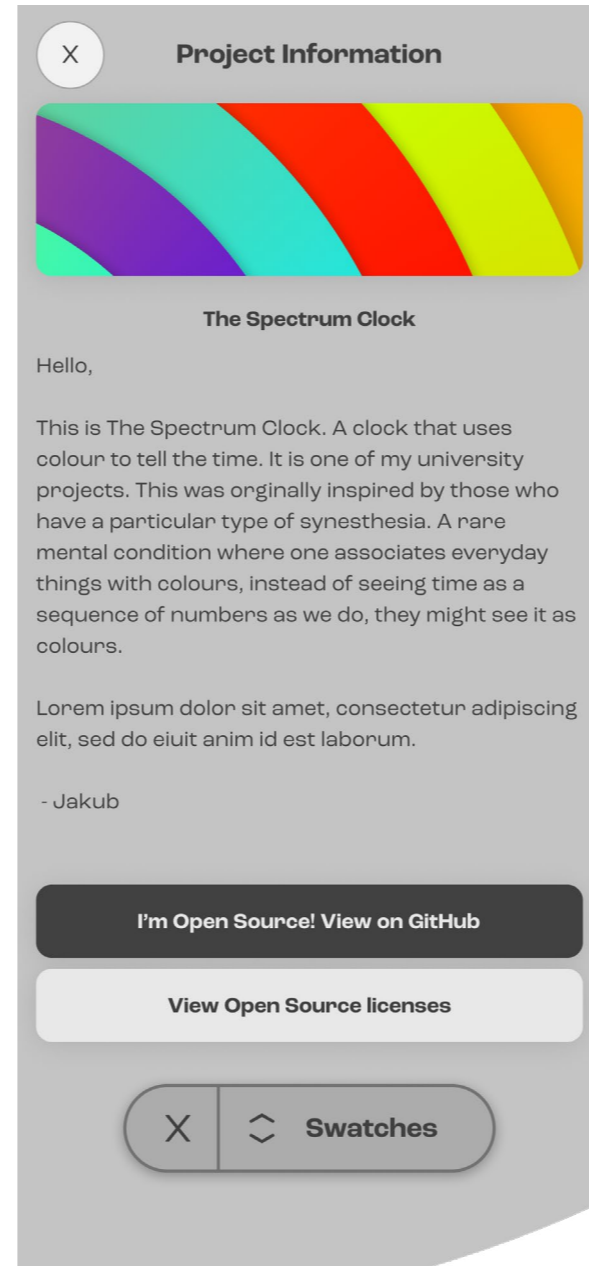 X
Project Information
The Spectrum Clock
Hello,
This is The Spectrum Clock. A clock that uses
colour to tell the time. It is one of my university
projects. This was orginally inspired by those who
have a particular type of synesthesia. A rare
mental condition where one associates everyday
things with colours, instead of seeing time as a
sequence of numbers as we do, they might see it as
colours.
Lorem ipsum dolor sit amet, consectetur adipiscing
elit, sed do eiuit anim id est laborum.
- Jakub
I'm Open Source! View on GitHub
View Open Source licenses
X Swatches